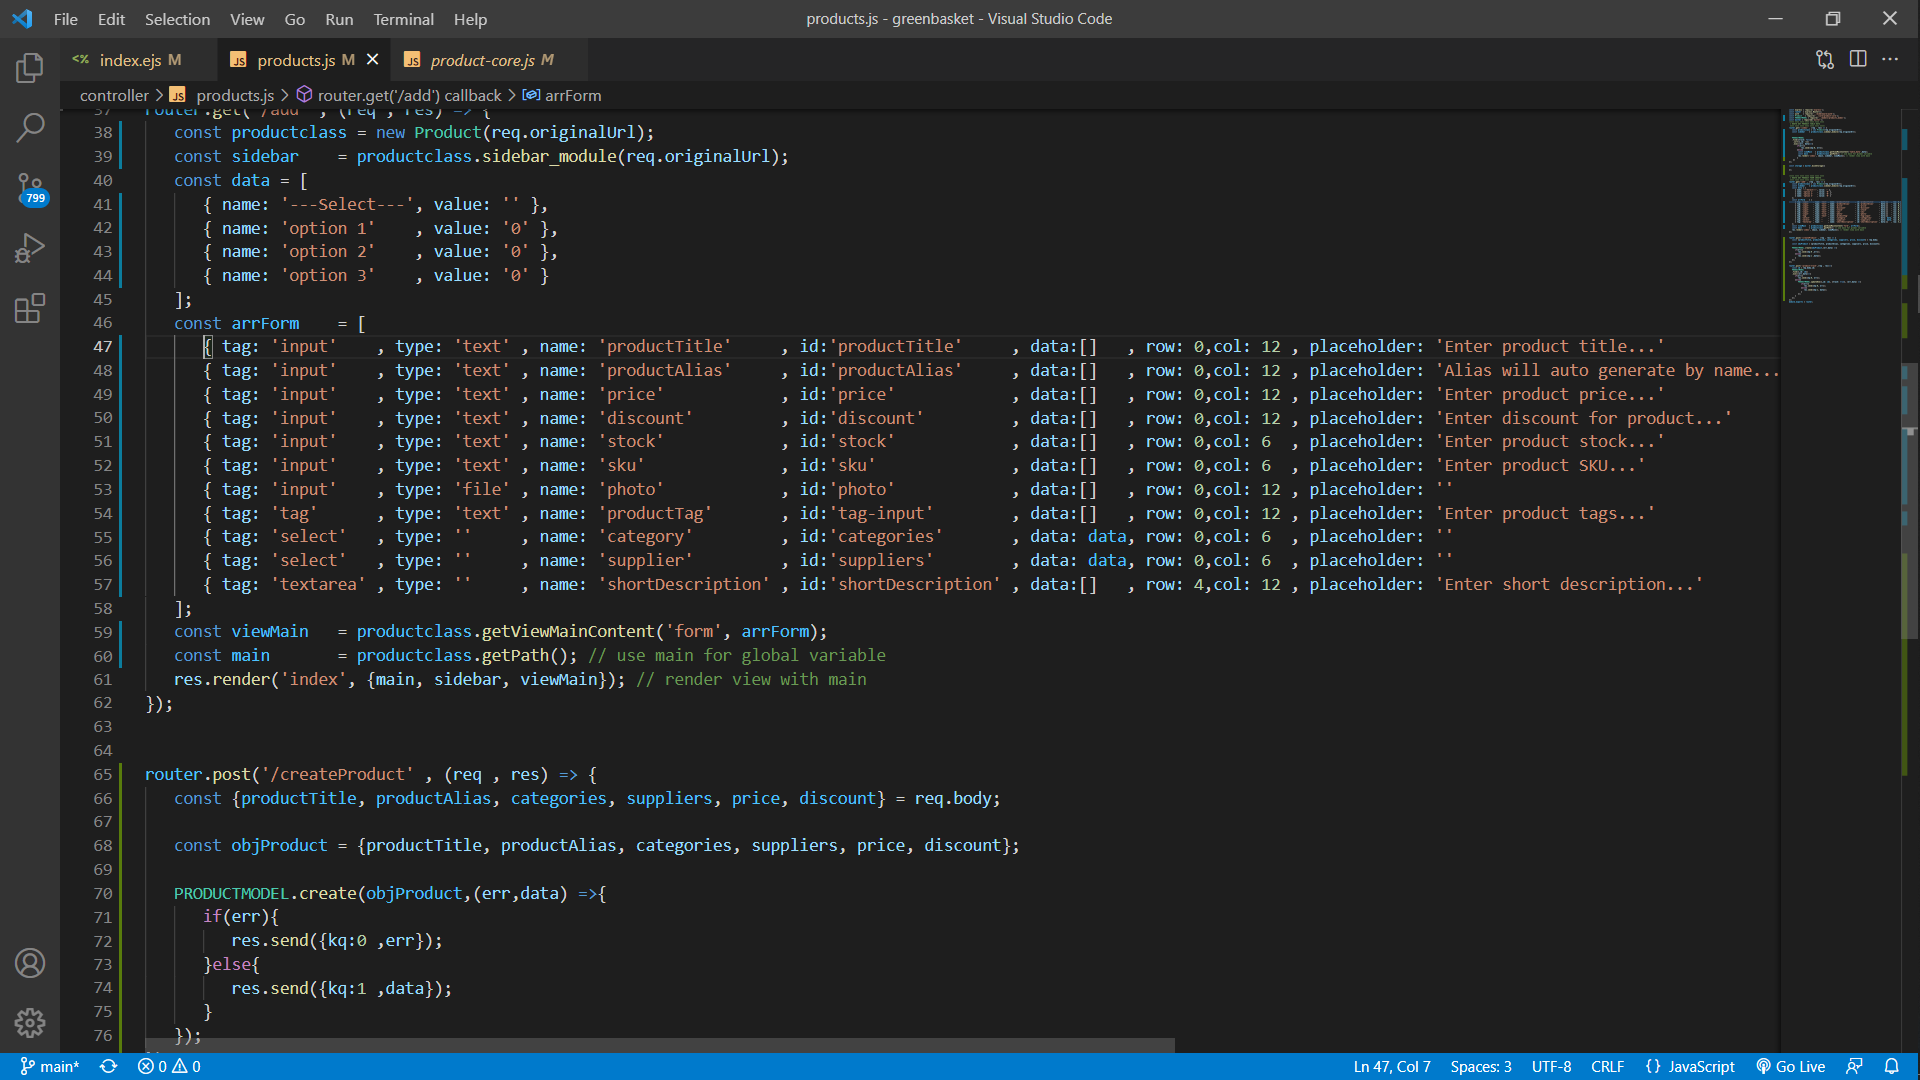 File Edit Selection View Go Run Terminal Help products.js - greenbasket - Visual Studio Code
<% index.ejs M JS products.js M JS product-core.js M
controller > JS products.js > router.get('/add') callback > arrForm
37 router.get('/add' , (req , res) => {
38 const productclass = new Product(req.originalUrl);
39 const sidebar = productclass.sidebar_module(req.originalUrl);
40 const data = [
41 { name: '---Select---', value: '' },
42 { name: 'option 1' , value: '0' },
43 { name: 'option 2' , value: '0' },
44 { name: 'option 3' , value: '0' }
45 ];
46 const arrForm = [
47 { tag: 'input' , type: 'text' , name: 'productTitle' , id:'productTitle' , data:[] , row: 0,col: 12 , placeholder: 'Enter product title...'
48 { tag: 'input' , type: 'text' , name: 'productAlias' , id:'productAlias' , data:[] , row: 0,col: 12 , placeholder: 'Alias will auto generate by name...
49 { tag: 'input' , type: 'text' , name: 'price' , id:'price' , data:[] , row: 0,col: 12 , placeholder: 'Enter product price...'
50 { tag: 'input' , type: 'text' , name: 'discount' , id:'discount' , data:[] , row: 0,col: 12 , placeholder: 'Enter discount for product...'
51 { tag: 'input' , type: 'text' , name: 'stock' , id:'stock' , data:[] , row: 0,col: 6 , placeholder: 'Enter product stock...'
52 { tag: 'input' , type: 'text' , name: 'sku' , id:'sku' , data:[] , row: 0,col: 6 , placeholder: 'Enter product SKU...'
53 { tag: 'input' , type: 'file' , name: 'photo' , id:'photo' , data:[] , row: 0,col: 12 , placeholder: ''
54 { tag: 'tag' , type: 'text' , name: 'productTag' , id:'tag-input' , data:[] , row: 0,col: 12 , placeholder: 'Enter product tags...'
55 { tag: 'select' , type: '' , name: 'category' , id:'categories' , data: data, row: 0,col: 6 , placeholder: ''
56 { tag: 'select' , type: '' , name: 'supplier' , id:'suppliers' , data: data, row: 0,col: 6 , placeholder: ''
57 { tag: 'textarea' , type: '' , name: 'shortDescription' , id:'shortDescription' , data:[] , row: 4,col: 12 , placeholder: 'Enter short description...'
58 ];
59 const viewMain = productclass.getViewMainContent('form', arrForm);
60 const main = productclass.getPath(); // use main for global variable
61 res.render('index', {main, sidebar, viewMain}); // render view with main
62 });
63
64
65 router.post('/createProduct' , (req , res) => {
66 const {productTitle, productAlias, categories, suppliers, price, discount} = req.body;
67
68 const objProduct = {productTitle, productAlias, categories, suppliers, price, discount};
69
70 PRODUCTMODEL.create(objProduct,(err,data) =>{
71 if(err){
72 res.send({kq:0 ,err});
73 }else{
74 res.send({kq:1 ,data});
75 }
76 });
799
main* 0 0 Ln 47, Col 7 Spaces: 3 UTF-8 CRLF {} JavaScript Go Live